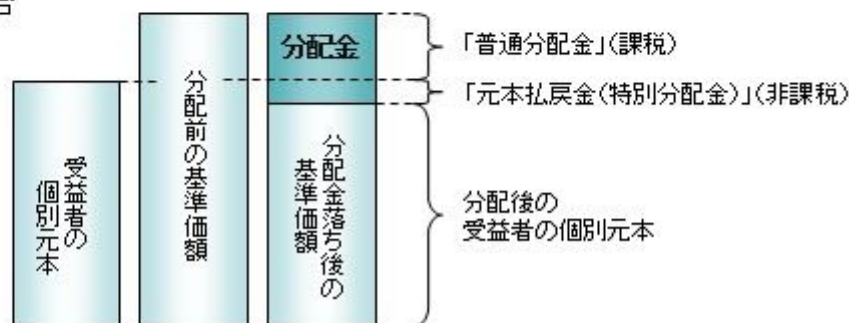 受益者の
個別元本
分配前の基準価額
分配金
分配金落ち後の
基準価額
「普通分配金」(課税)
「元本払戻金(特別分配金)」(非課税)
分配後の
受益者の個別元本